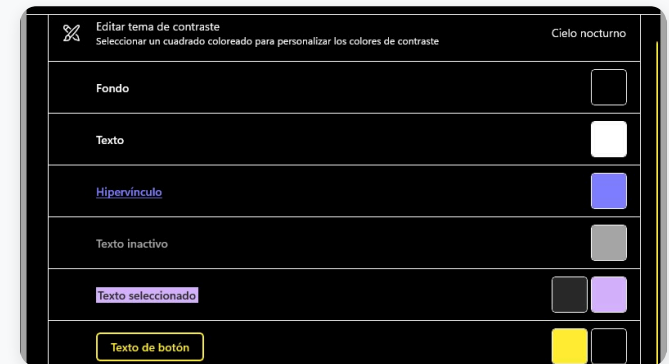 Editar tema de contraste
Seleccionar un cuadrado coloreado para personalizar los colores de contraste
Cielo nocturno
Fondo
Texto
Hipervínculo
Texto inactivo
Texto seleccionado
Texto de botón